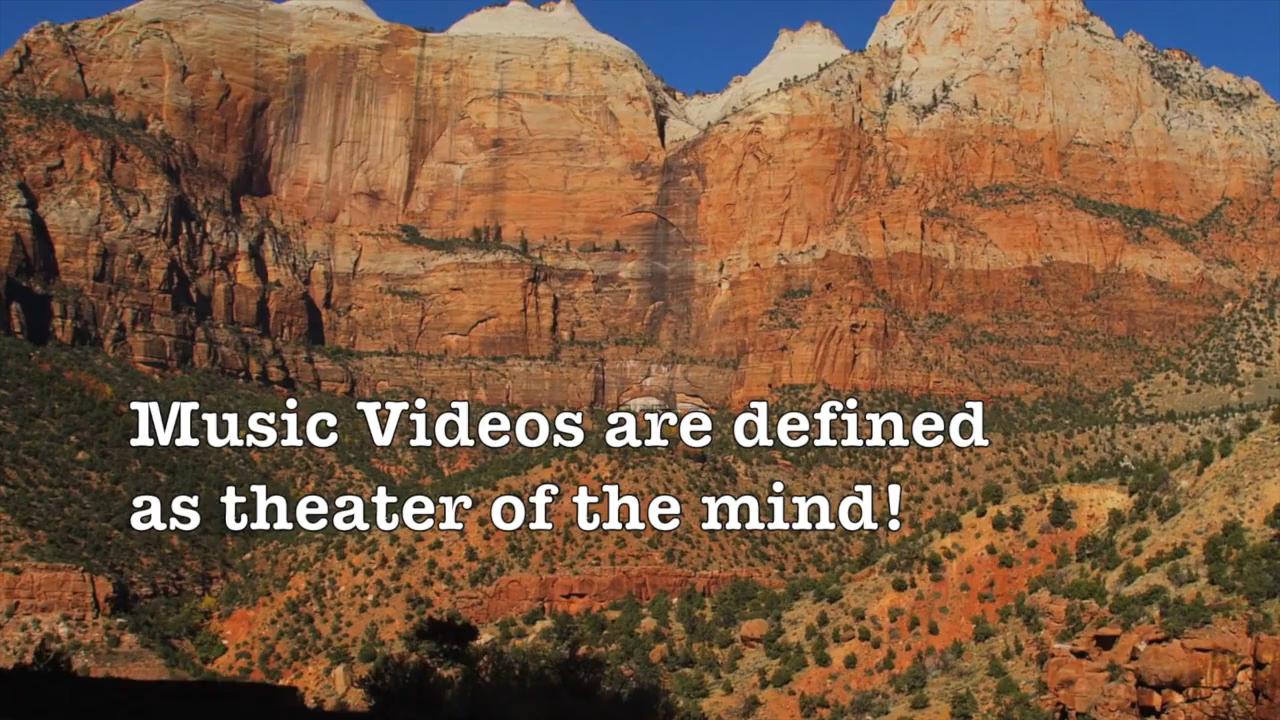 Music Videos are defined
as theater of the mind!